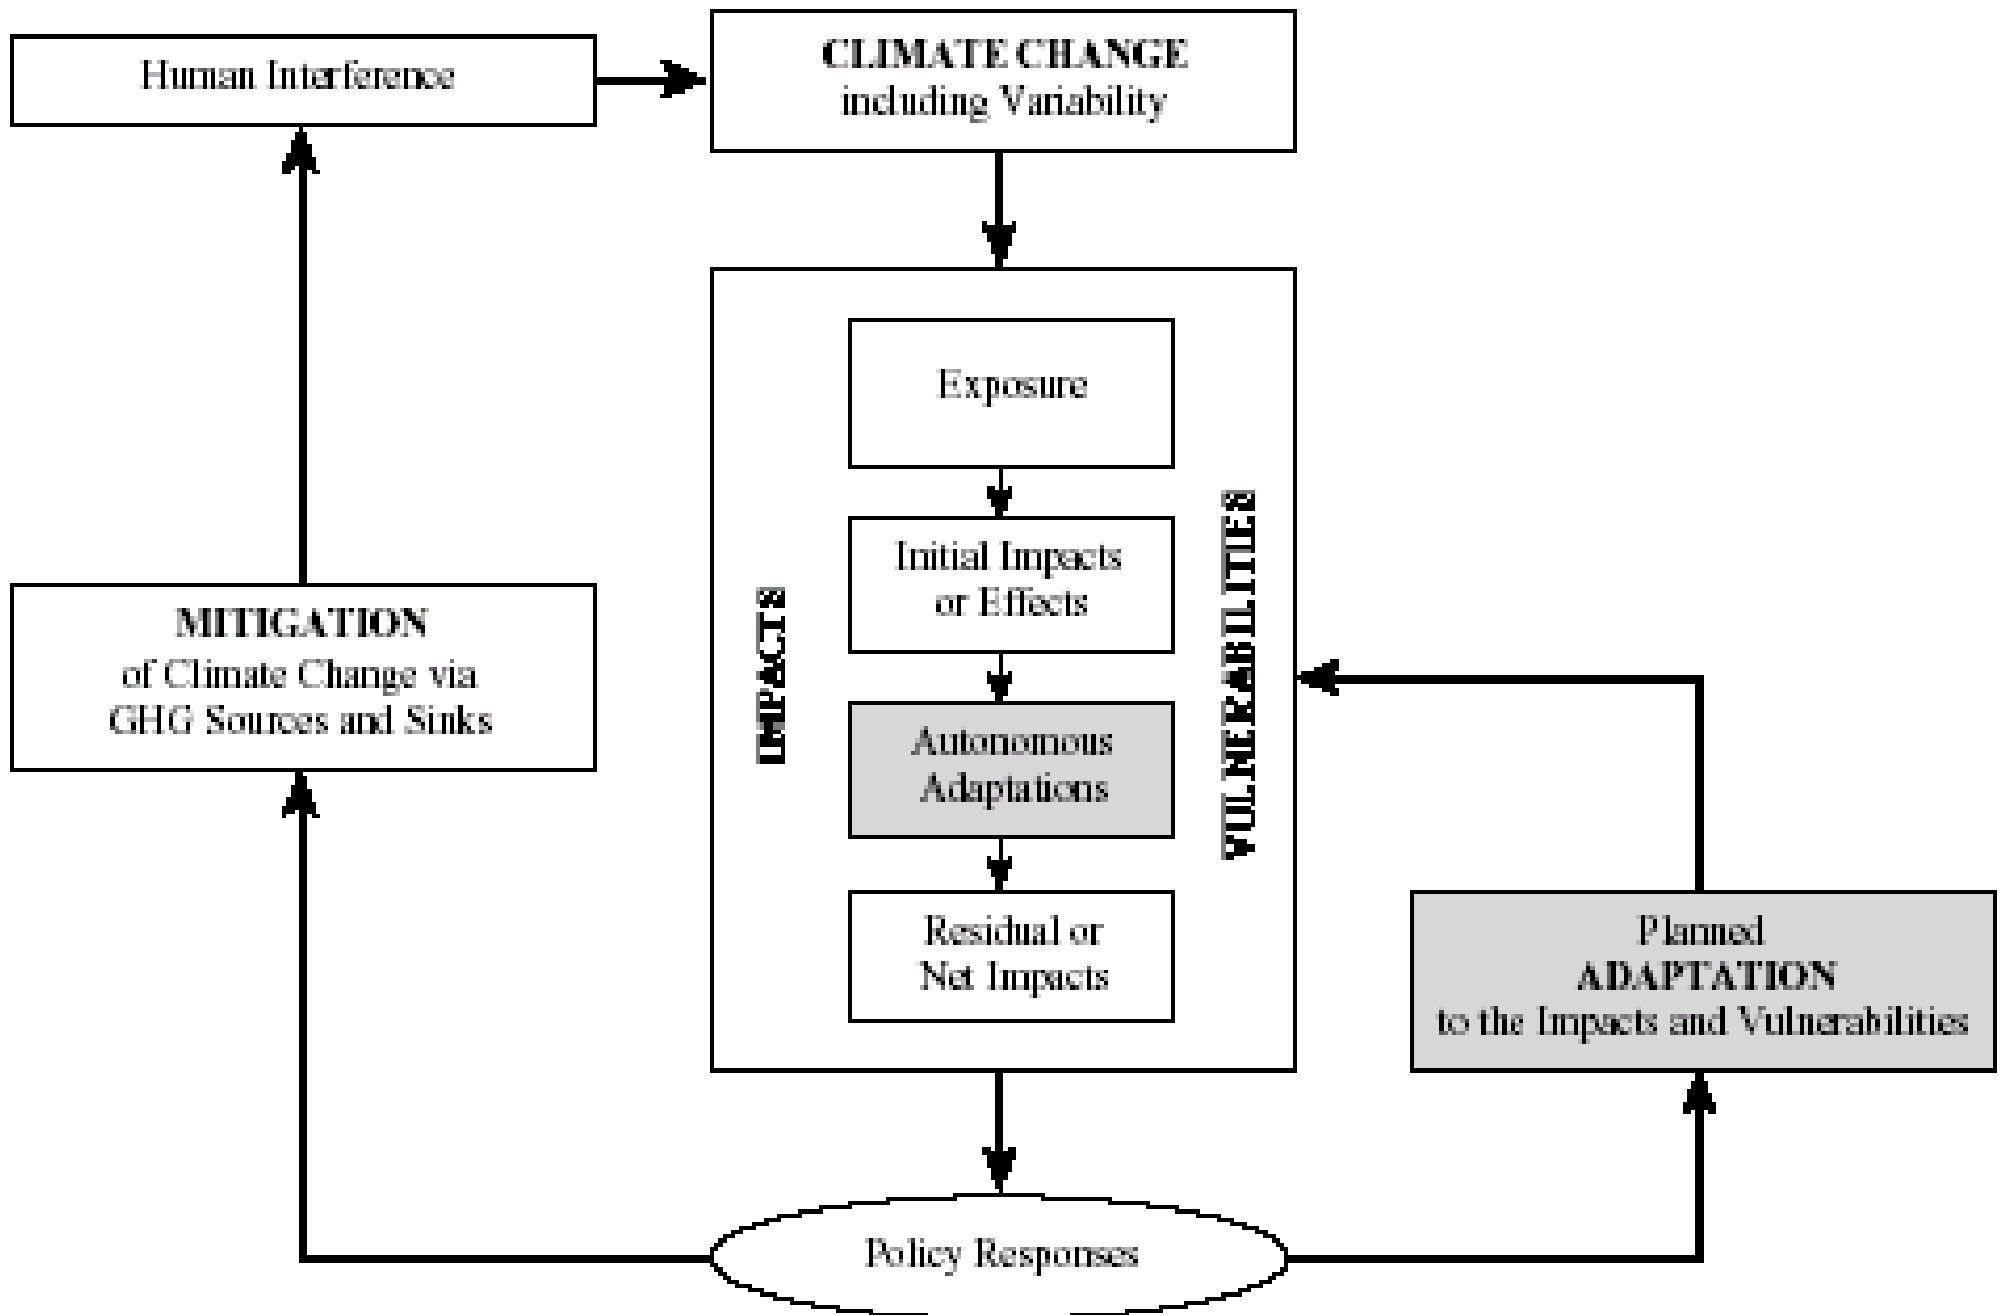 Human Interference
CLIMATE CHANGE
including Variability
Exposure
Initial Impacts
or Effects
IMPACTS
VULNERABILITIES
MITIGATION
of Climate Change via
GHG Sources and Sinks
Autonomous
Adaptations
Residual or
Net Impacts
Planned
ADAPTATION
to the Impacts and Vulnerabilities
Policy Responses